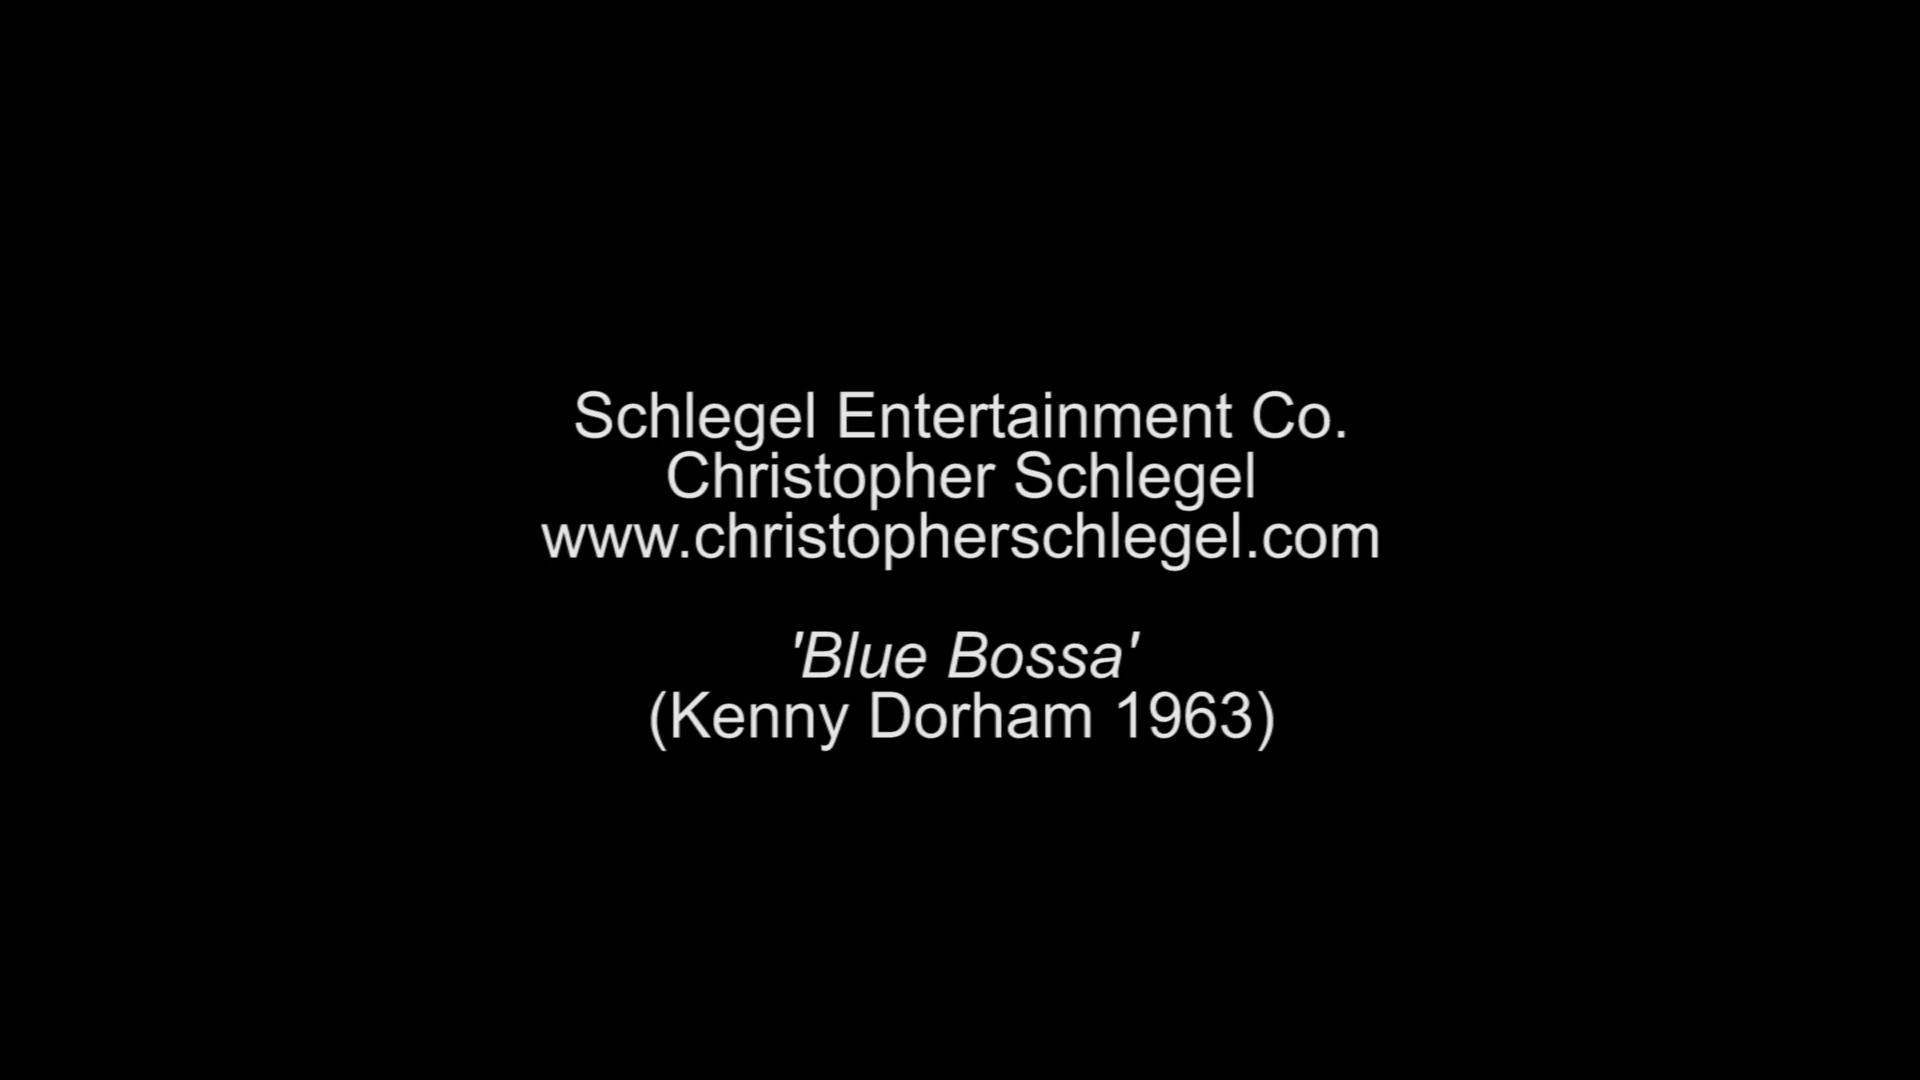 Schlegel Entertainment Co.
Christopher Schlegel
www.christopherschlegel.com
'Blue Bossa'
(Kenny Dorham 1963)